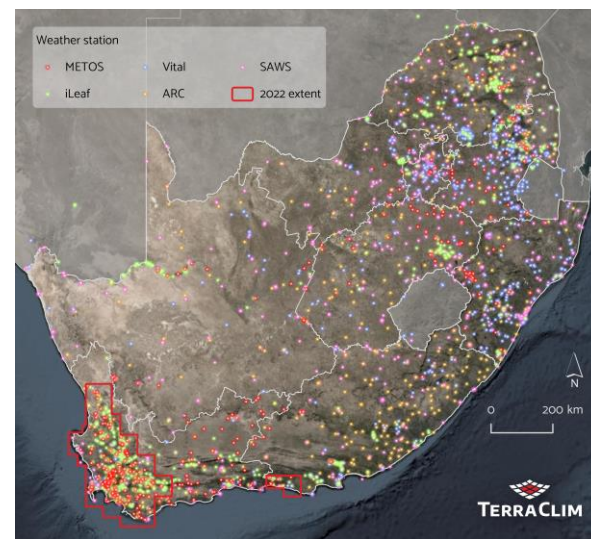 Weather station
METOS Vital SAWS
iLeaf ARC 2022 extent
N
0 200 km
TERRACLIM